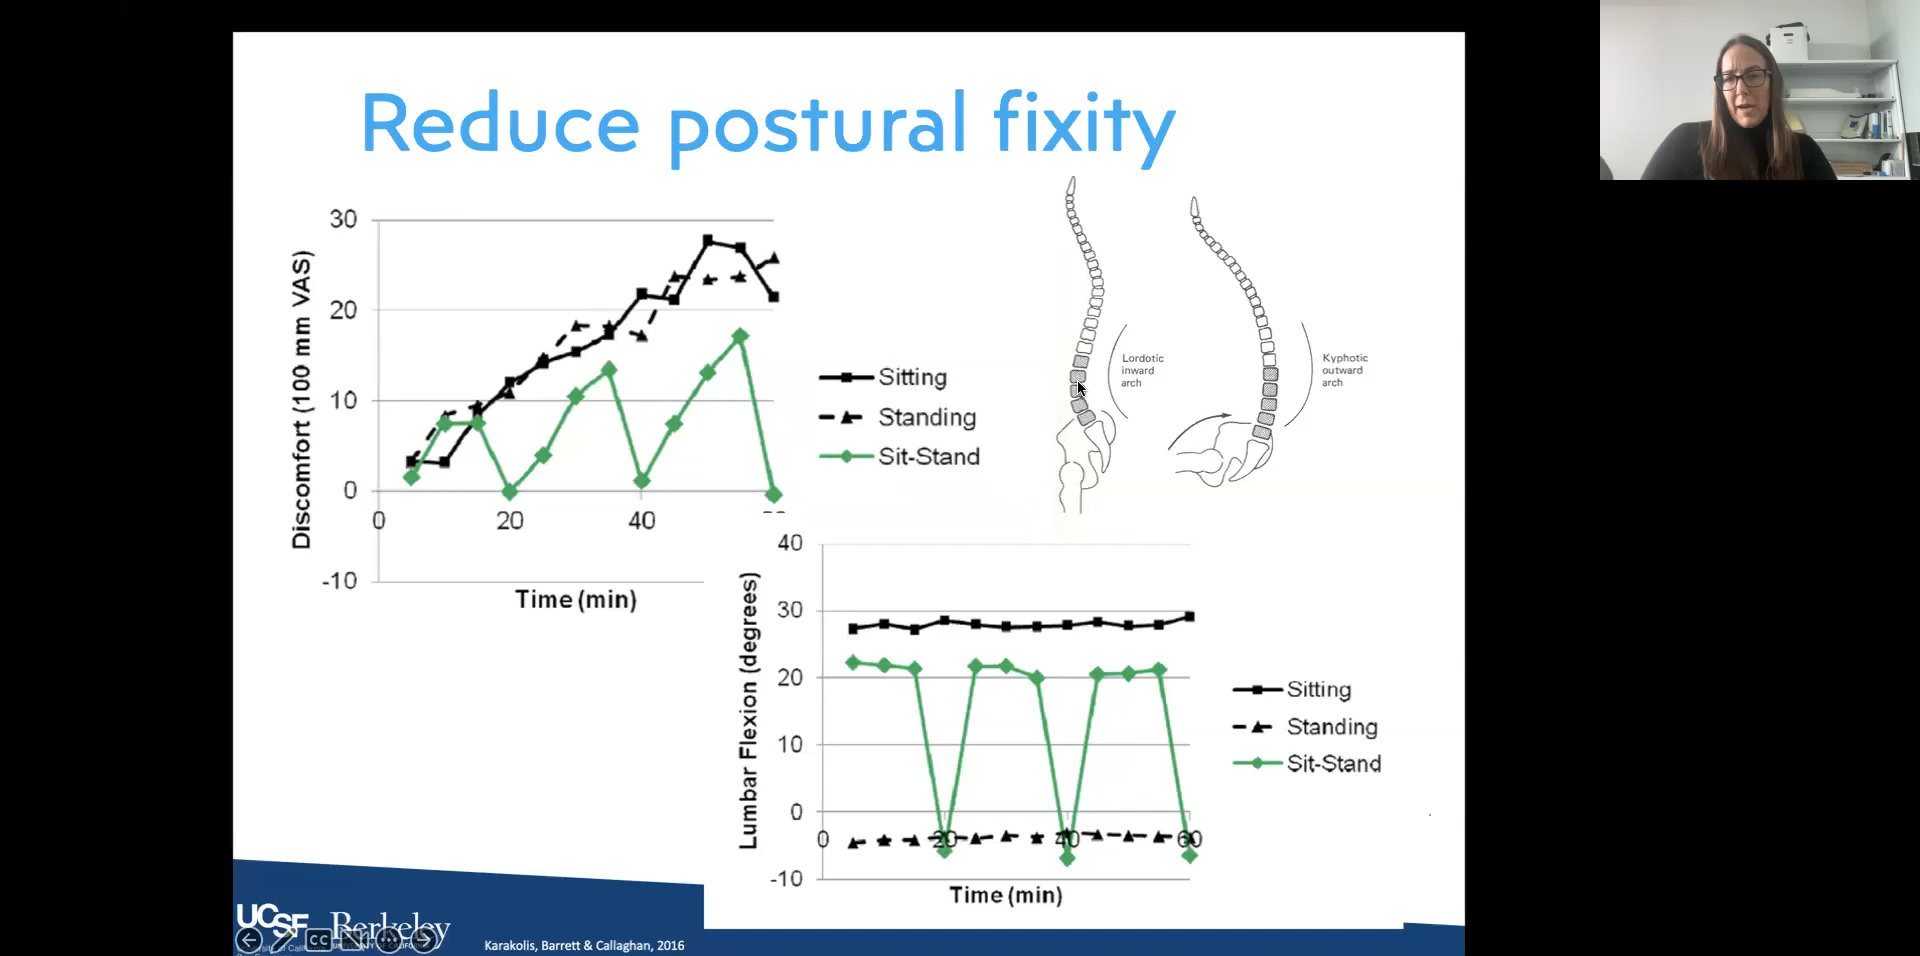 Reduce postural fixity
30
20
10
0
-10
Discomfort (100 mm VAS)
0
20
40
Time (min)
Sitting
Standing
Sit-Stand
Lordotic
inward
arch
Kyphotic
outward
arch
40
30
20
10
0
-10
Lumbar Flexion (degrees)
0
20
40
60
Time (min)
Sitting
Standing
Sit-Stand
UCSF
Berkeley
CC
Karakolis, Barrett & Callaghan, 2016